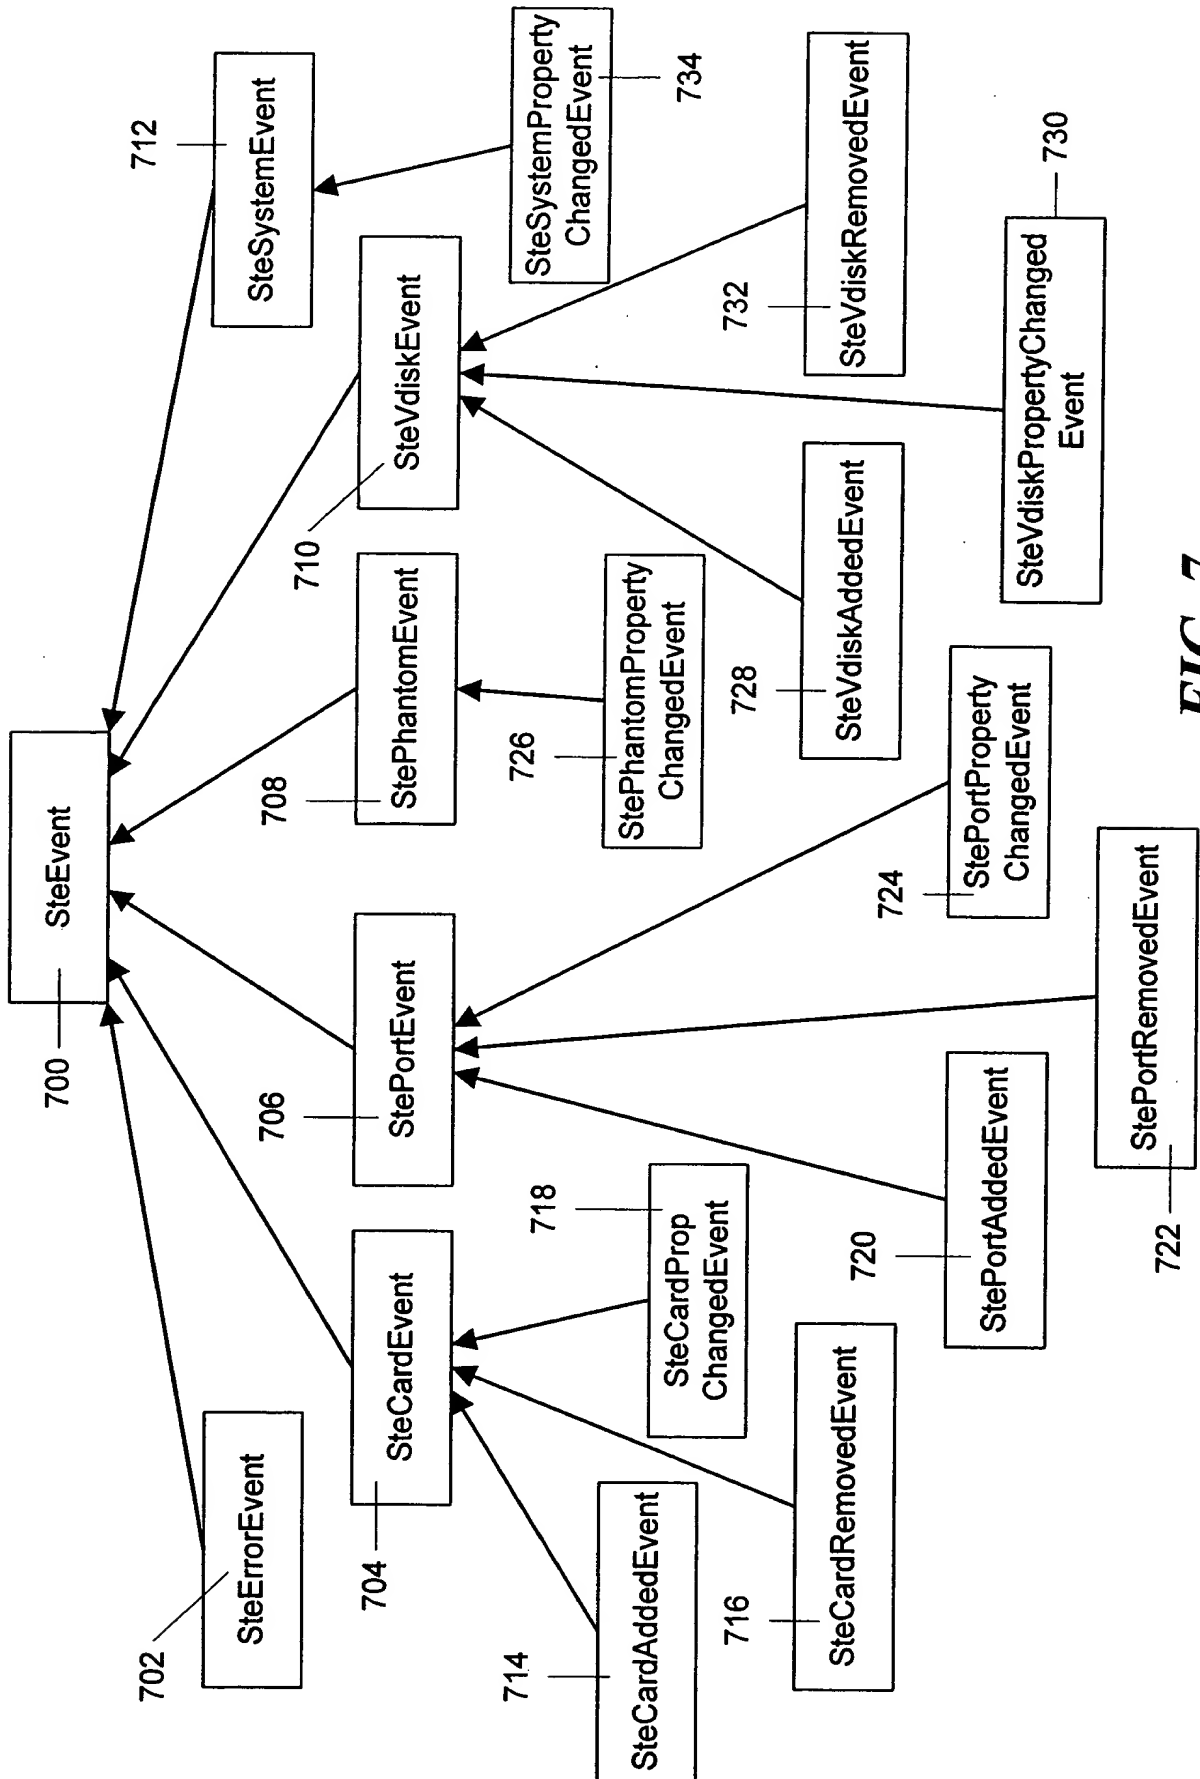 SteEvent
700
702
SteErrorEvent
712
SteSystemEvent
704
SteCardEvent
706
StePortEvent
708
StePhantomEvent
710
SteVdiskEvent
SteSystemProperty
ChangedEvent
734
714
SteCardAddedEvent
718
SteCardProp
ChangedEvent
726
StePhantomProperty
ChangedEvent
716
SteCardRemovedEvent
728
SteVdiskAddedEvent
732
SteVdiskRemovedEvent
720
StePortAddedEvent
724
StePortProperty
ChangedEvent
SteVdiskPropertyChanged
Event
730
722
StePortRemovedEvent
FIG. 7